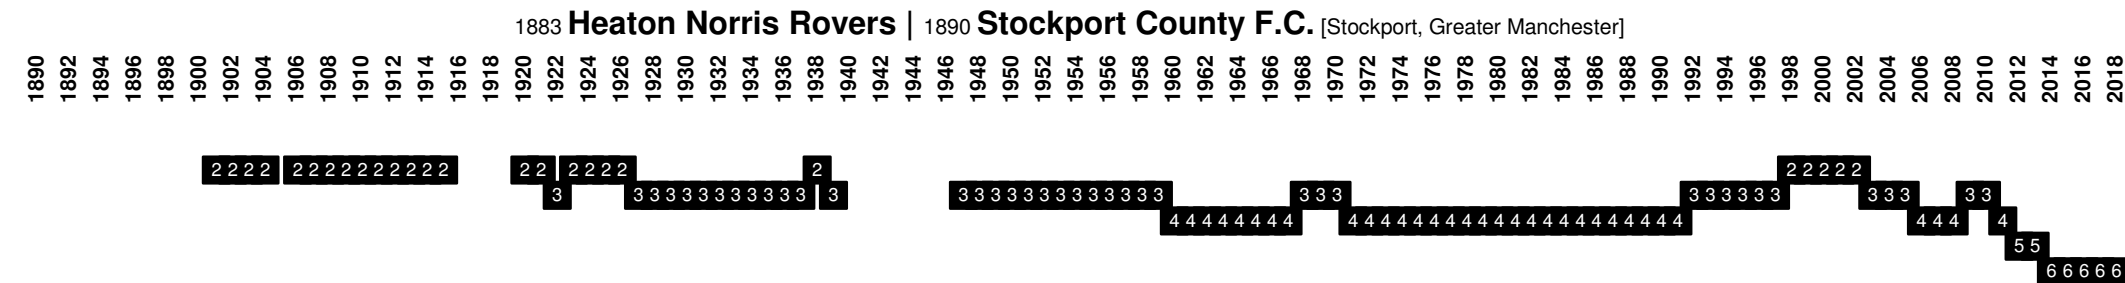 1883 Heaton Norris Rovers | 1890 Stockport County F.C. [Stockport, Greater Manchester]
1890 1892 1894 1896 1898 1900 1902 1904 1906 1908 1910 1912 1914 1916 1918 1920 1922 1924 1926 1928 1930 1932 1934 1936 1938 1940 1942 1944 1946 1948 1950 1952 1954 1956 1958 1960 1962 1964 1966 1968 1970 1972 1974 1976 1978 1980 1982 1984 1986 1988 1990 1992 1994 1996 1998 2000 2002 2004 2006 2008 2010 2012 2014 2016 2018
2 2 2 2 2 2 2 2 2 2 2 2 2 2 2 2 2 2 2 2 2 2 2 2 2 2
3 3 3 3 3 3 3 3 3 3 3 3 3 3 3 3 3 3 3 3 3 3 3 3 3 3 3 3 3 3 3 3 3 3 3 3 3 3 3 3
4 4 4 4 4 4 4 4 4 4 4 4 4 4 4 4 4 4 4 4 4 4 4 4 4 4 4 4 4 4 4 4 4
5 5
6 6 6 6 6